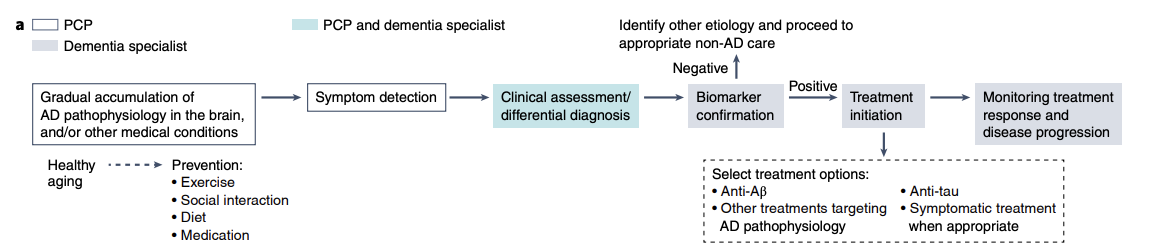 a
PCP
Dementia specialist
PCP and dementia specialist
Identify other etiology and proceed to
appropriate non-AD care
Negative
Gradual accumulation of
AD pathophysiology in the brain,
and/or other medical conditions
Symptom detection
Clinical assessment/
differential diagnosis
Biomarker
confirmation
Positive
Treatment
initiation
Monitoring treatment
response and
disease progression
Healthy
aging
Prevention:
• Exercise
• Social interaction
• Diet
• Medication
Select treatment options:
• Anti-Aβ
• Other treatments targeting
AD pathophysiology
• Anti-tau
• Symptomatic treatment
when appropriate